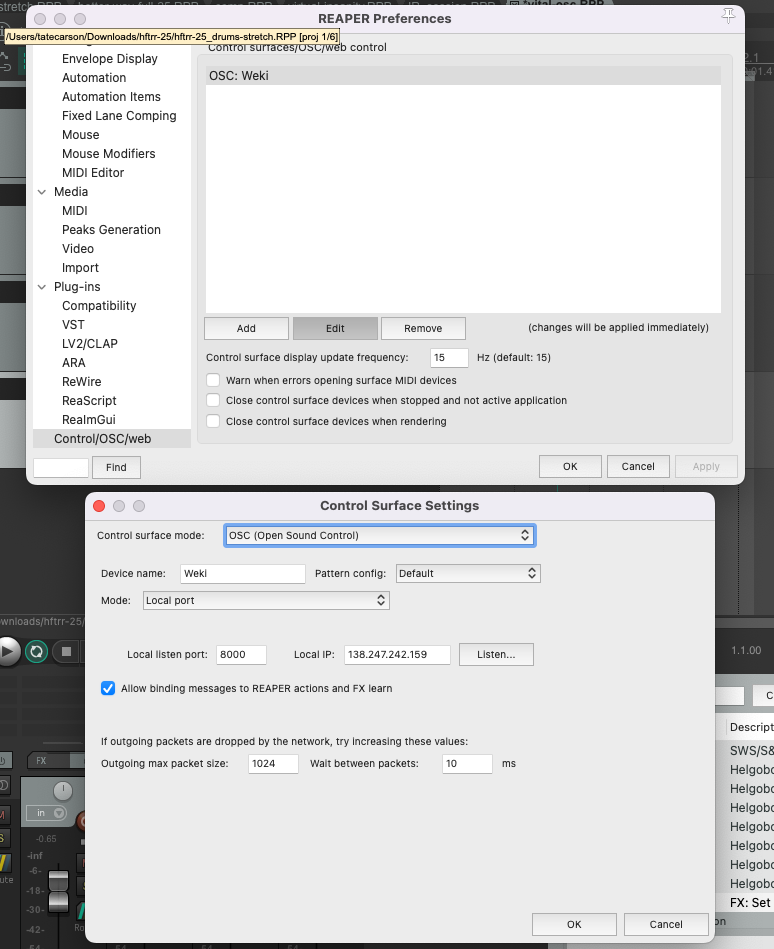 REAPER Preferences
/Users/tatecarson/Downloads/hftrr-25/hftrr-25_drums-stretch.RPP [proj 1/6]
Control surfaces/OSC/web control
Envelope Display
Automation
Automation Items
Fixed Lane Comping
Mouse
Mouse Modifiers
MIDI Editor
Media
MIDI
Peaks Generation
Video
Import
Plug-ins
Compatibility
VST
LV2/CLAP
ARA
ReWire
ReaScript
ReaImGui
Control/OSC/web
Find
OSC: Weki
Add Edit Remove (changes will be applied immediately)
Control surface display update frequency: 15 Hz (default: 15)
Warn when errors opening surface MIDI devices
Close control surface devices when stopped and not active application
Close control surface devices when rendering
OK Cancel Apply
Control Surface Settings
Control surface mode: OSC (Open Sound Control)
Device name: Weki Pattern config: Default
Mode: Local port
Local listen port: 8000 Local IP: 138.247.242.159 Listen...
Allow binding messages to REAPER actions and FX learn
If outgoing packets are dropped by the network, try increasing these values:
Outgoing max packet size: 1024 Wait between packets: 10 ms
OK Cancel
wnloads/hftrr-25/
FX
in
-0.65
-inf
-6-
-18-
-30-
-42-
1.1.00
Descript
SWS/S&
Helgobo
Helgobo
Helgobo
Helgobo
Helgobo
Helgobo
Helgobo
FX: Set
on